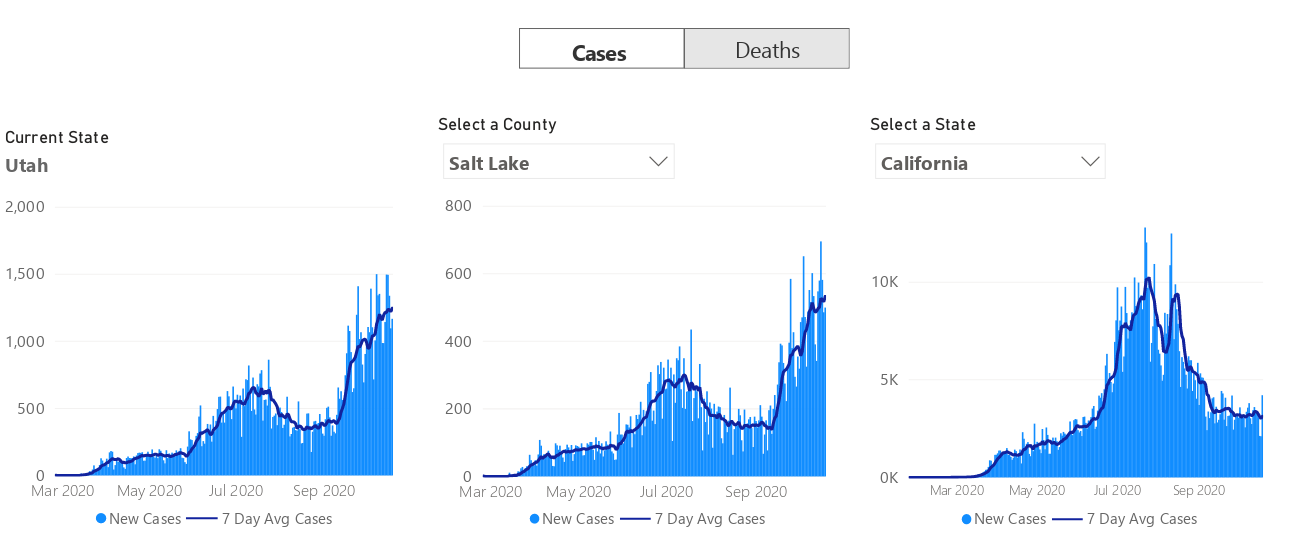 Cases
Deaths
Current State
Utah
2,000
1,500
1,000
500
0
Mar 2020 May 2020 Jul 2020 Sep 2020
New Cases 7 Day Avg Cases
Select a County
Salt Lake
800
600
400
200
0
Mar 2020 May 2020 Jul 2020 Sep 2020
New Cases 7 Day Avg Cases
Select a State
California
10K
5K
0K
Mar 2020 May 2020 Jul 2020 Sep 2020
New Cases 7 Day Avg Cases